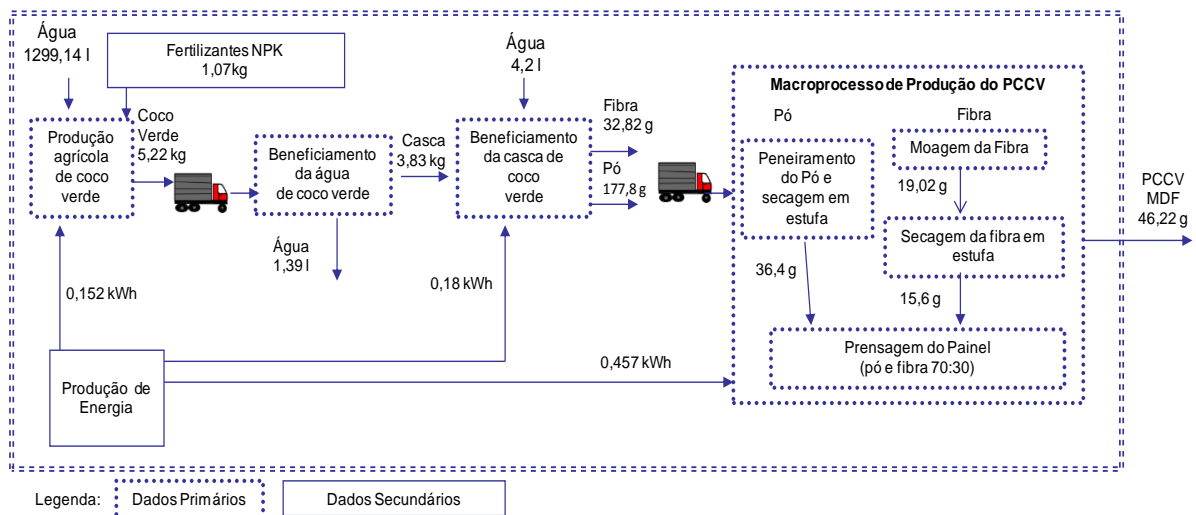 Água
1299,14 l
Fertilizantes NPK
1,07kg
Produção
agrícola
de coco
verde
Coco
Verde
5,22 kg
Beneficiamento
da água
de coco verde
Água
1,39 l
Casca
3,83 kg
Água
4,2 l
Beneficiamento
da casca de
coco
verde
Fibra
32,82 g
Pó
177,8 g
Macroprocesso de Produção do PCCV
Pó
Fibra
Peneiramento
do Pó e
secagem em
estufa
Moagem da Fibra
19,02 g
Secagem da fibra em
estufa
36,4 g
15,6 g
Prensagem do Painel
(pó e fibra 70:30)
PCCV
MDF
46,22 g
0,152 kWh
0,18 kWh
0,457 kWh
Produção de
Energia
Legenda:
Dados Primários
Dados Secundários